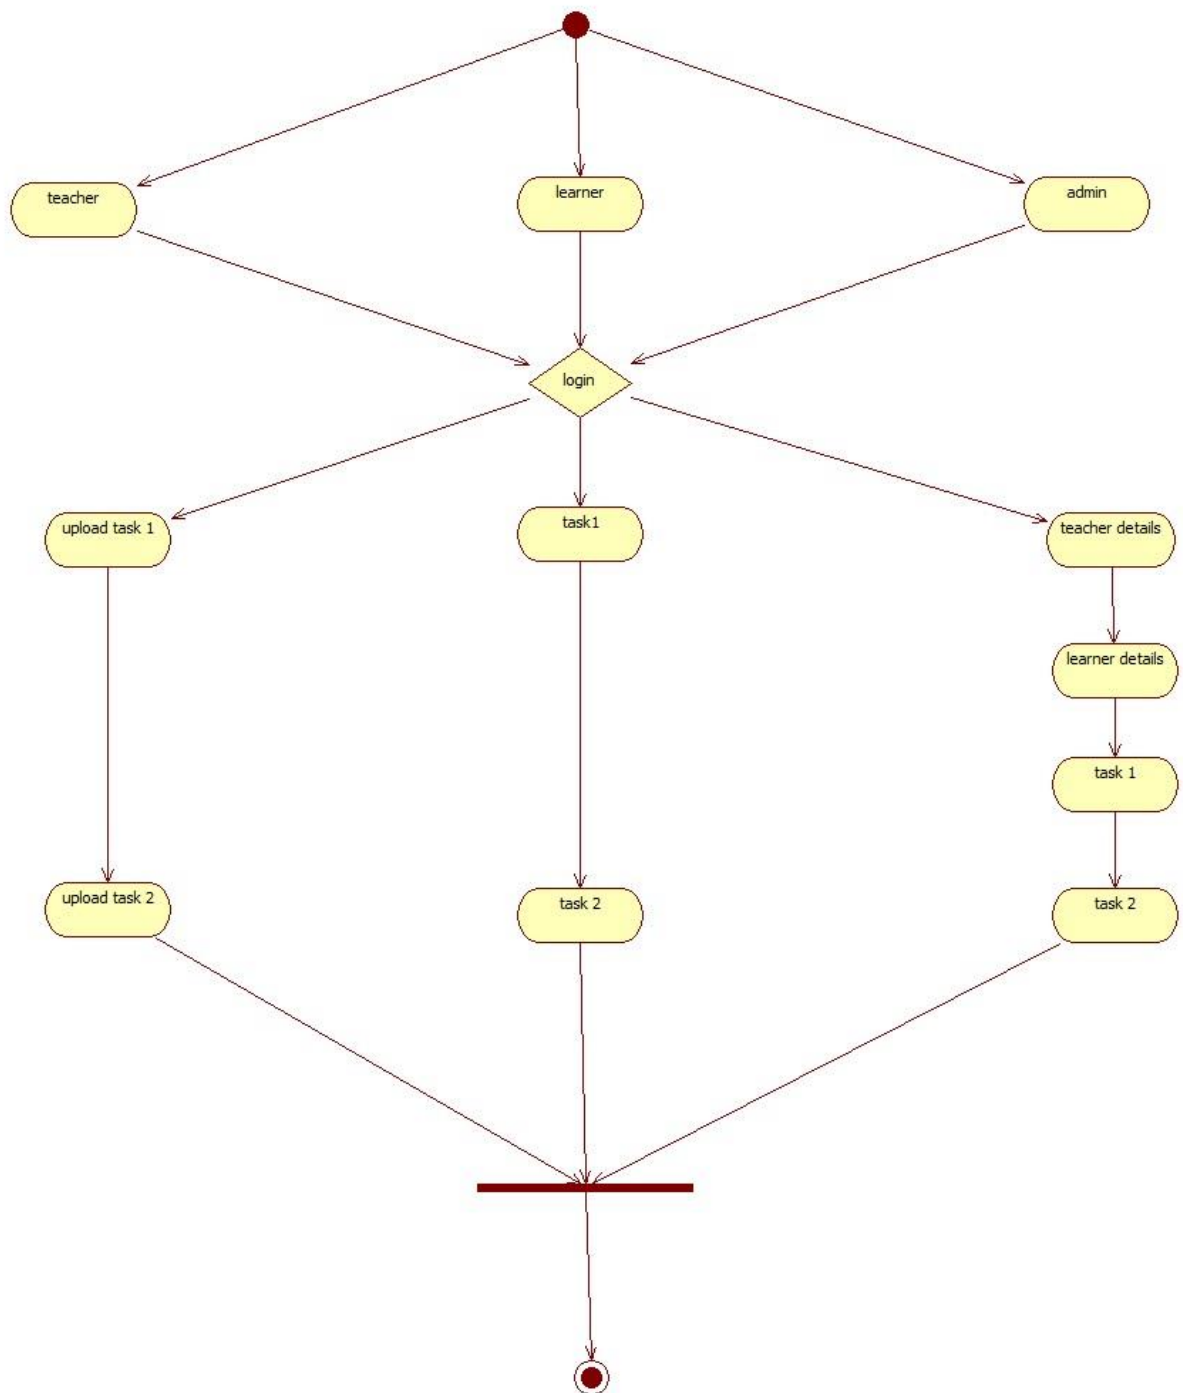 teacher
learner
admin
login
upload task 1
task1
teacher details
learner details
task 1
upload task 2
task 2
task 2